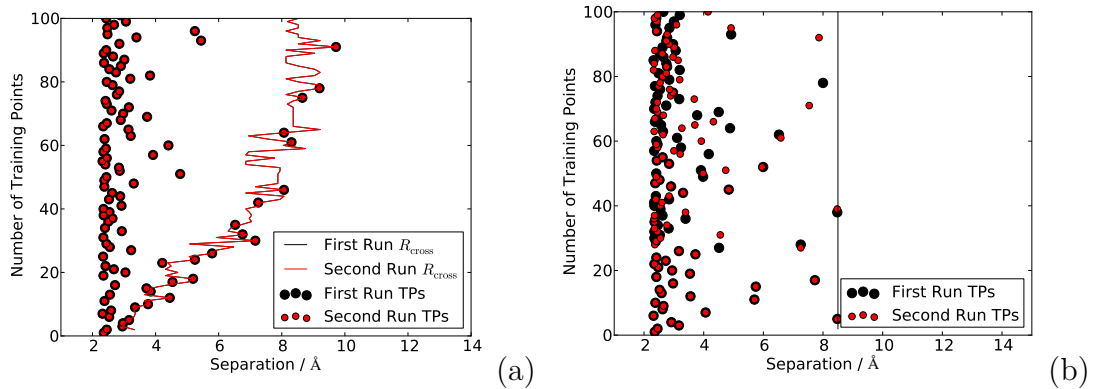 100
80
60
40
20
0
Number of Training Points
2 4 6 8 10 12 14
Separation / Å
First Run R_cross
Second Run R_cross
First Run TPs
Second Run TPs
(a)
100
80
60
40
20
0
Number of Training Points
2 4 6 8 10 12 14
Separation / Å
First Run TPs
Second Run TPs
(b)